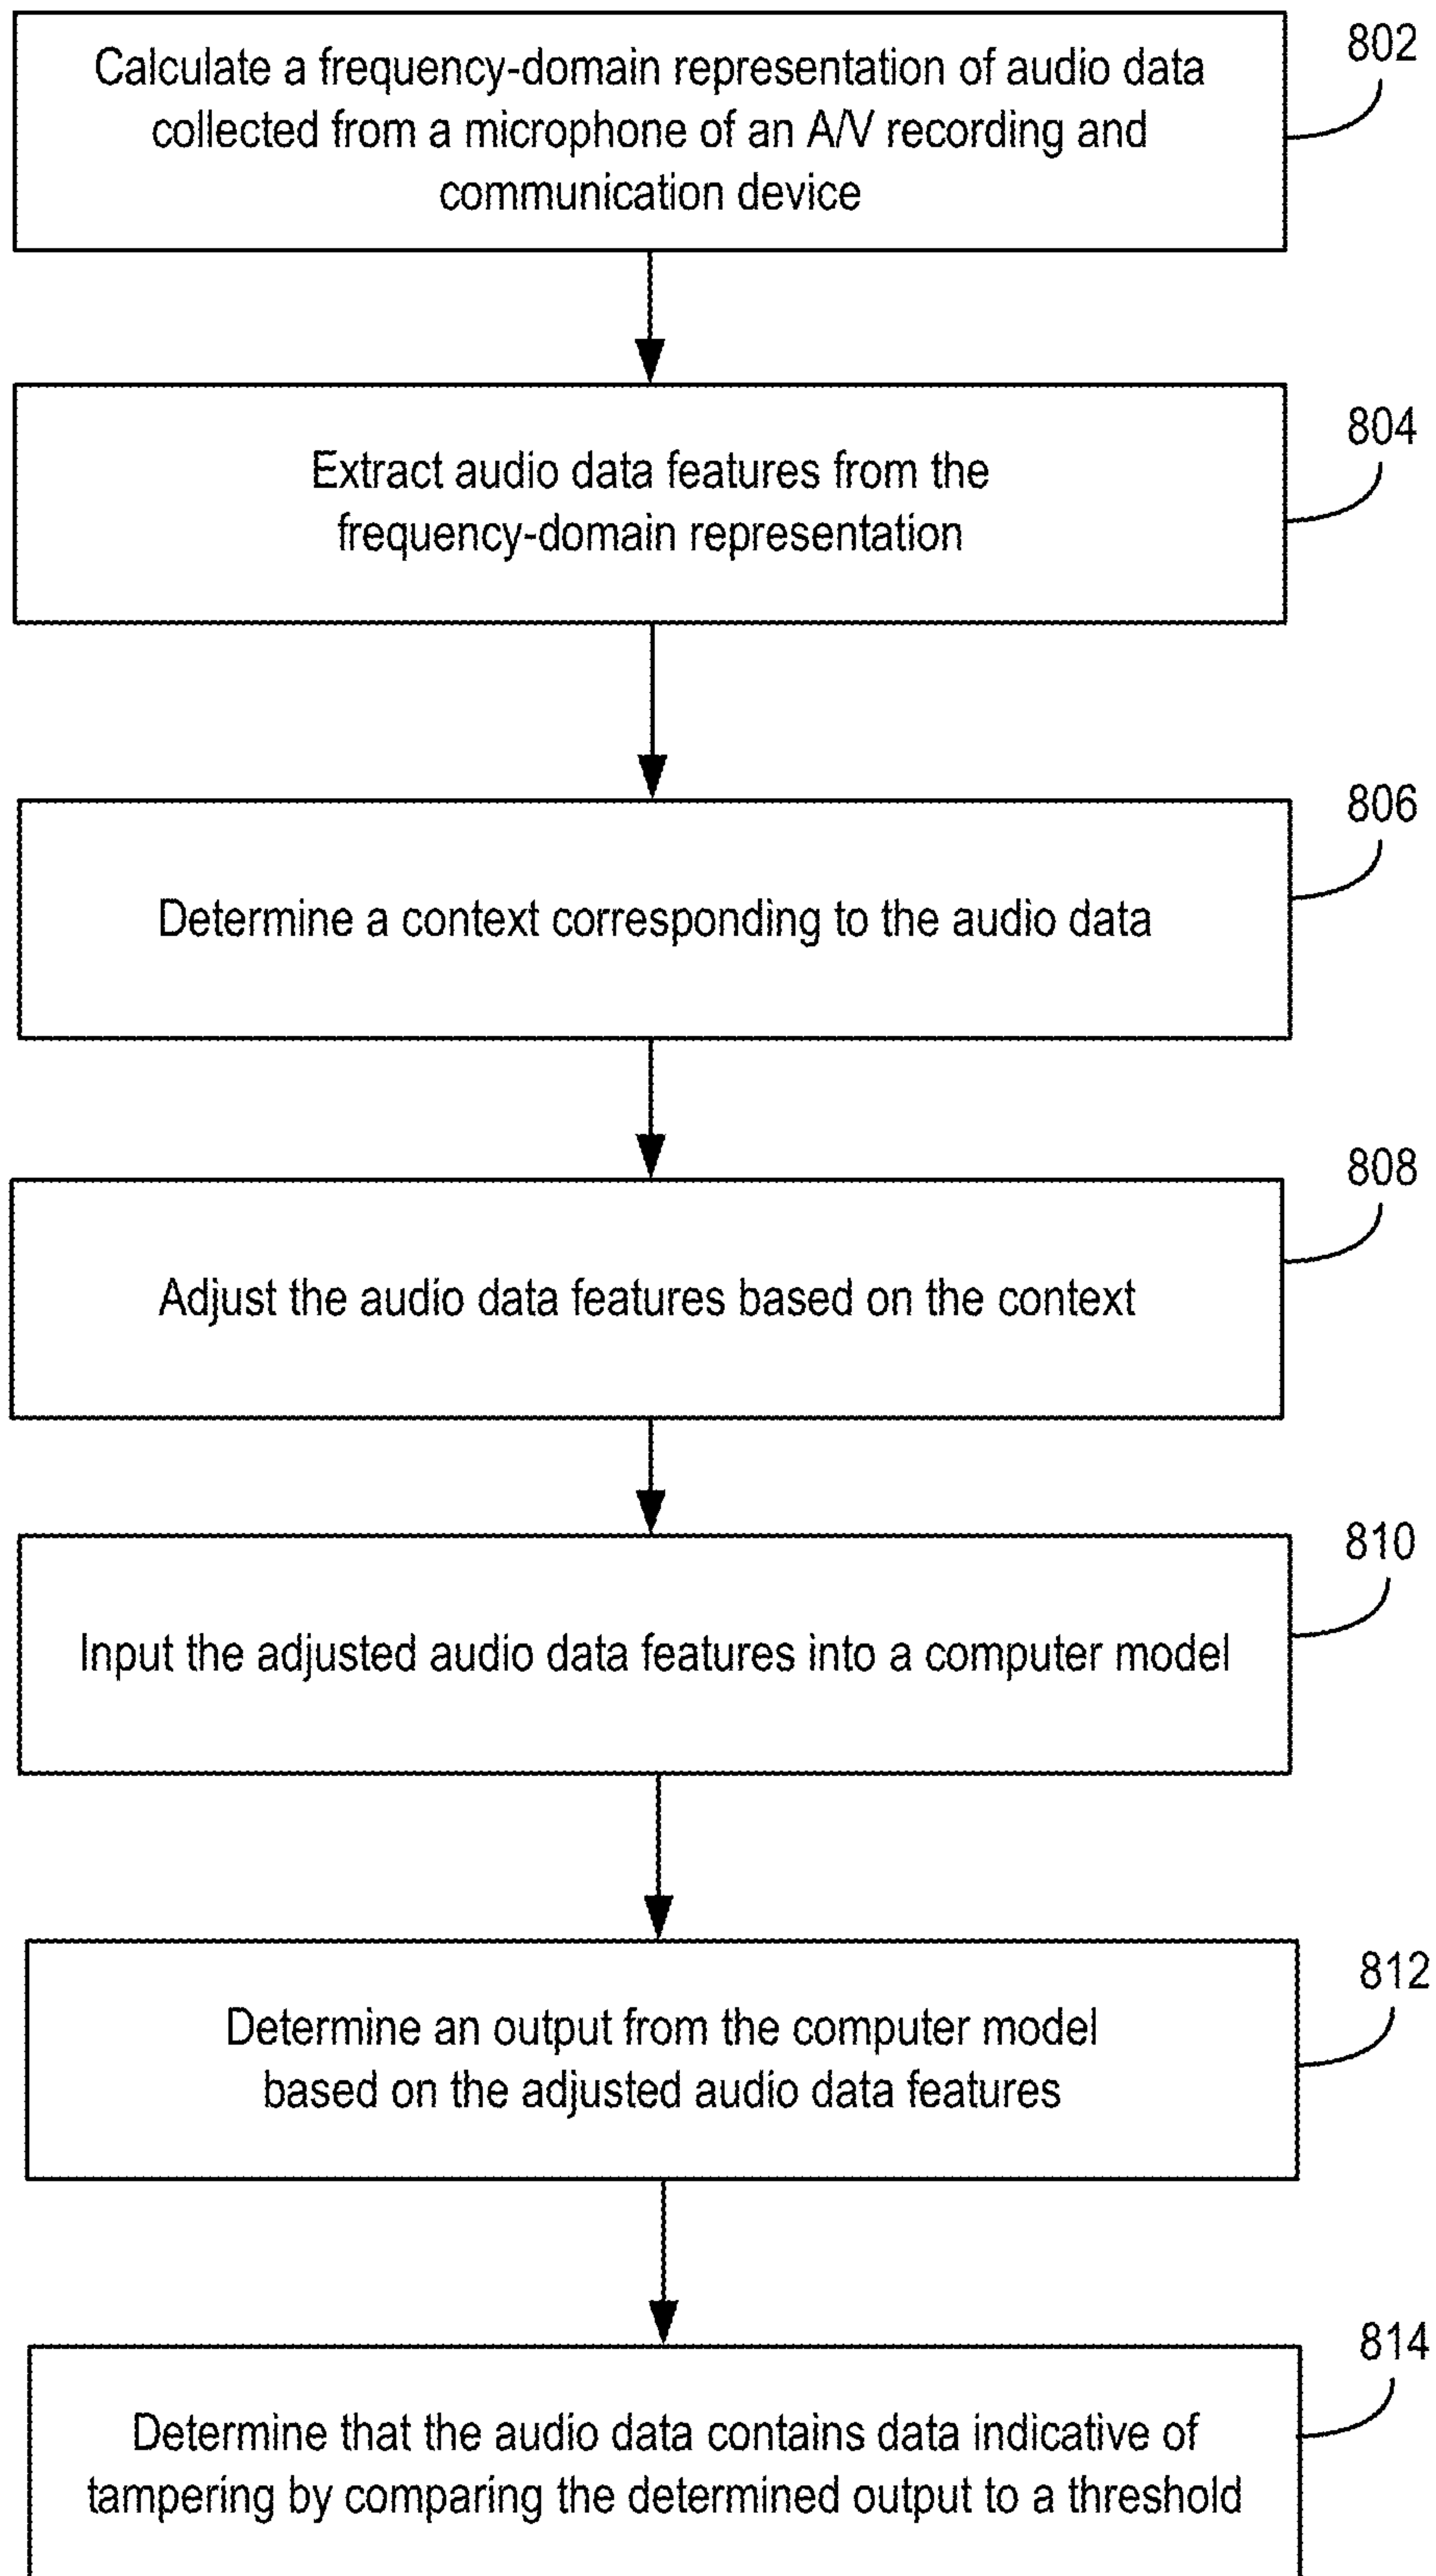 Calculate a frequency-domain representation of audio data
collected from a microphone of an A/V recording and
communication device
802
Extract audio data features from the
frequency-domain representation
804
Determine a context corresponding to the audio data
806
Adjust the audio data features based on the context
808
Input the adjusted audio data features into a computer model
810
Determine an output from the computer model
based on the adjusted audio data features
812
Determine that the audio data contains data indicative of
tampering by comparing the determined output to a threshold
814